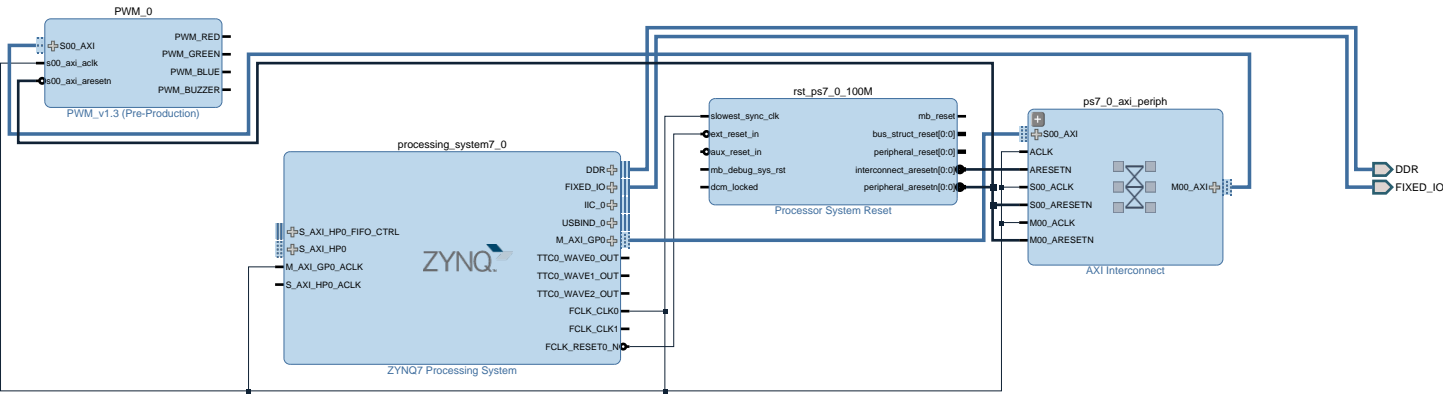 PWM_0
S00_AXI
s00_axi_aclk
s00_axi_aresetn
PWM_RED
PWM_GREEN
PWM_BLUE
PWM_BUZZER
PWM_v1.3 (Pre-Production)
processing_system7_0
S_AXI_HP0_FIFO_CTRL
S_AXI_HP0
M_AXI_GP0_ACLK
S_AXI_HP0_ACLK
ZYNQ
DDR
FIXED_IO
IIC_0
USBIND_0
M_AXI_GP0
TTC0_WAVE0_OUT
TTC0_WAVE1_OUT
TTC0_WAVE2_OUT
FCLK_CLK0
FCLK_CLK1
FCLK_RESET0_N
ZYNQ7 Processing System
rst_ps7_0_100M
slowest_sync_clk
ext_reset_in
aux_reset_in
mb_debug_sys_rst
dcm_locked
mb_reset
bus_struct_reset[0:0]
peripheral_reset[0:0]
interconnect_aresetn[0:0]
peripheral_aresetn[0:0]
Processor System Reset
ps7_0_axi_periph
S00_AXI
ACLK
ARESETN
S00_ACLK
S00_ARESETN
M00_ACLK
M00_ARESETN
M00_AXI
AXI Interconnect
DDR
FIXED_IO